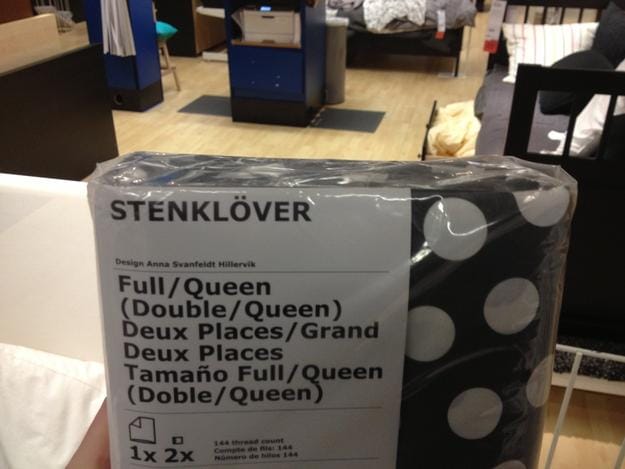 STENKLÖVER
Design Anna Svanfeldt Hillervik
Full/Queen
(Double/Queen)
Deux Places/Grand
Deux Places
Tamaño Full/Queen
(Doble/Queen)
1x 2x
144 thread count
Compte de fils: 144
Número de hilos 144